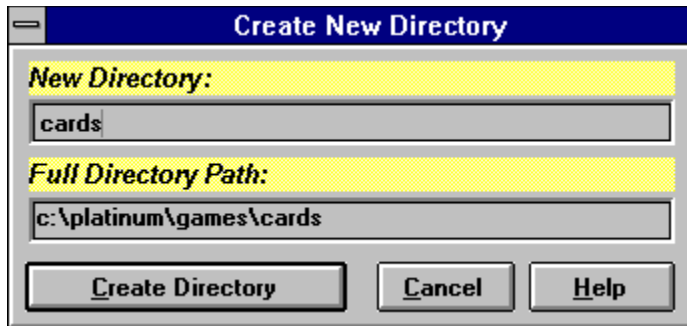 Create New Directory
New Directory:
cards
Full Directory Path:
c:\platinum\games\cards
Create Directory Cancel Help